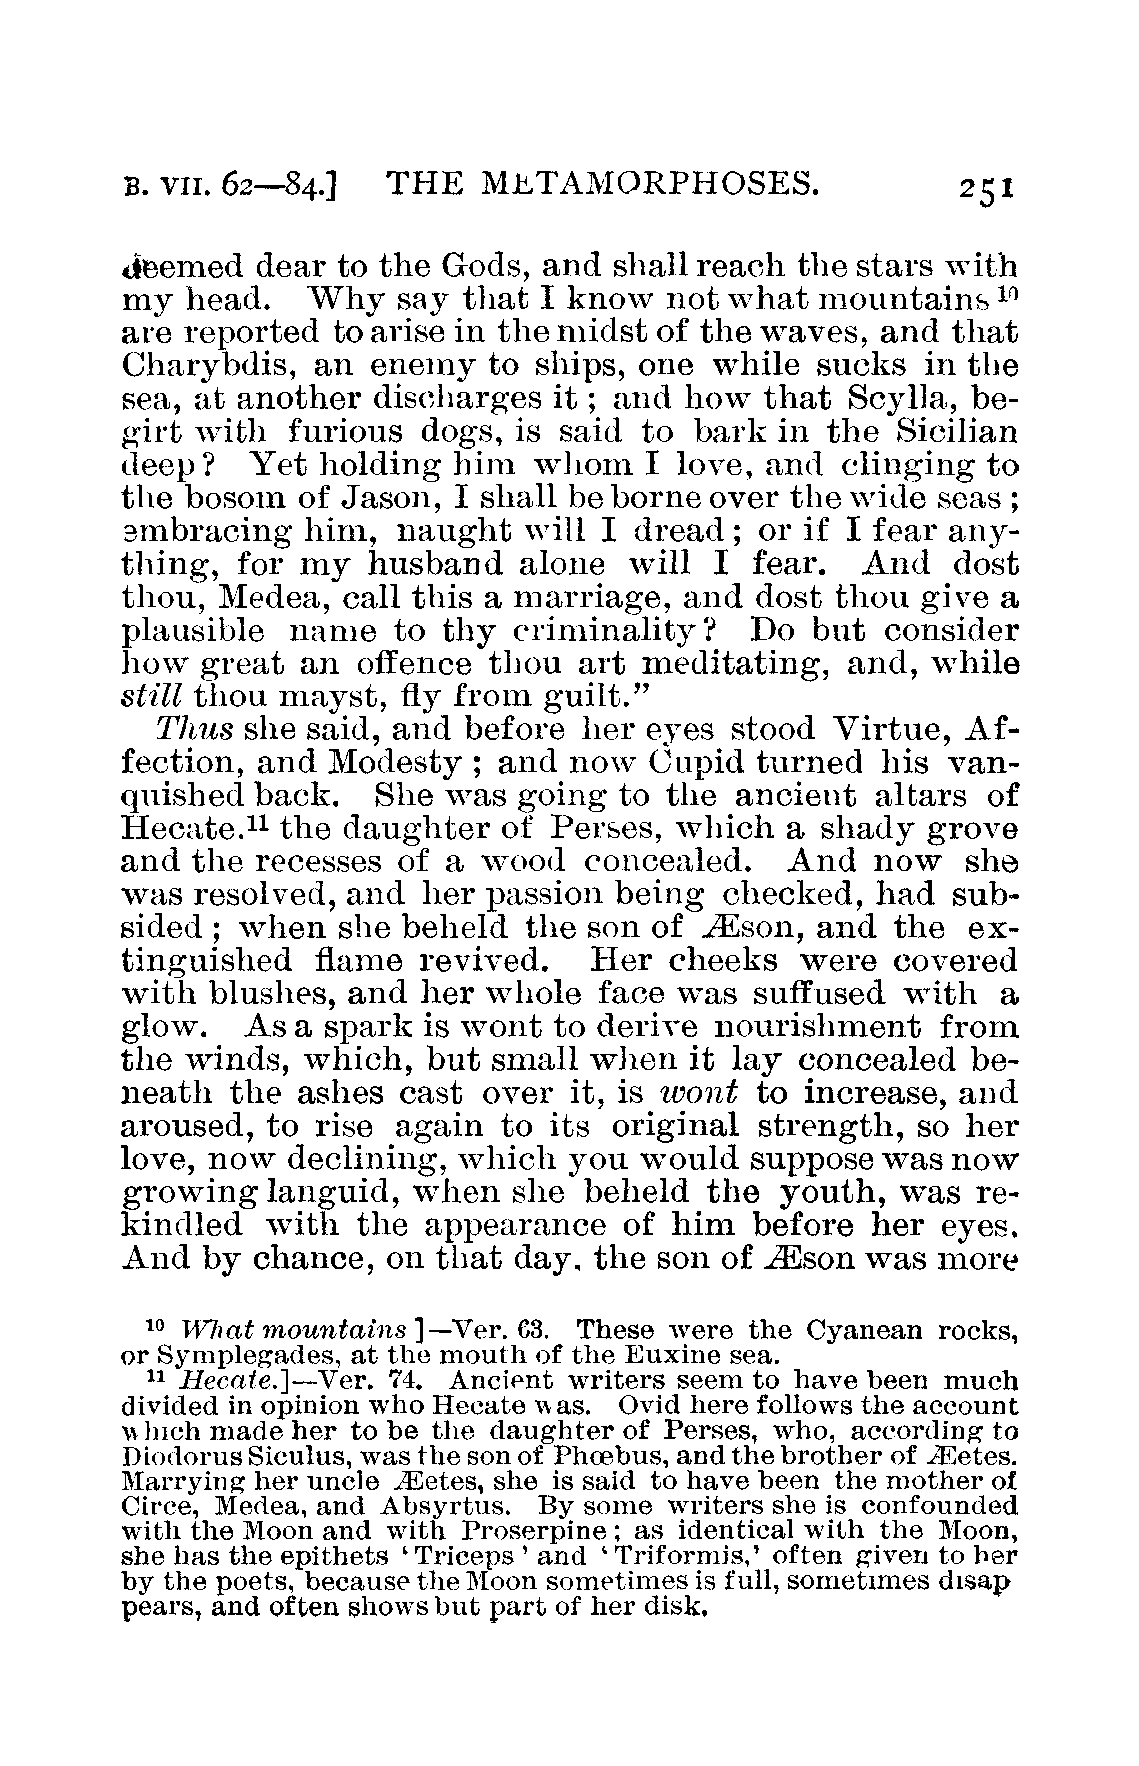 B. VII. 62—84.] THE METAMORPHOSES. 251
deemed dear to the Gods, and shall reach the stars with
my head. Why say that I know not what mountains 10
are reported to arise in the midst of the waves, and that
Charybdis, an enemy to ships, one while sucks in the
sea, at another discharges it ; and how that Scylla, be-
girt with furious dogs, is said to bark in the Sicilian
deep ? Yet holding him whom I love, and clinging to
the bosom of Jason, I shall be borne over the wide seas ;
embracing him, naught will I dread ; or if I fear any-
thing, for my husband alone will I fear. And dost
thou, Medea, call this a marriage, and dost thou give a
plausible name to thy criminality ? Do but consider
how great an offence thou art meditating, and, while
still thou mayst, fly from guilt.”
Thus she said, and before her eyes stood Virtue, Af-
fection, and Modesty ; and now Cupid turned his van-
quished back. She was going to the ancient altars of
Hecate.11 the daughter of Perses, which a shady grove
and the recesses of a wood concealed. And now she
was resolved, and her passion being checked, had sub-
sided ; when she beheld the son of Æson, and the ex-
tinguished flame revived. Her cheeks were covered
with blushes, and her whole face was suffused with a
glow. As a spark is wont to derive nourishment from
the winds, which, but small when it lay concealed be-
neath the ashes cast over it, is wont to increase, and
aroused, to rise again to its original strength, so her
love, now declining, which you would suppose was now
growing languid, when she beheld the youth, was re-
kindled with the appearance of him before her eyes.
And by chance, on that day. the son of Æson was more
10 What mountains ]—Ver. 63. These were the Cyanean rocks,
or Symplegades, at the mouth of the Euxine sea.
11 Hecate.]—Ver. 74. Ancient writers seem to have been much
divided in opinion who Hecate was. Ovid here follows the account
which made her to be the daughter of Perses, who, according to
Diodorus Siculus, was the son of Phœbus, and the brother of Æetes.
Marrying her uncle Æetes, she is said to have been the mother of
Circe, Medea, and Absyrtus. By some writers she is confounded
with the Moon and with Proserpine ; as identical with the Moon,
she has the epithets ‘ Triceps ’ and ‘ Triformis,’ often given to her
by the poets, because the Moon sometimes is full, sometimes disap
pears, and often shows but part of her disk.